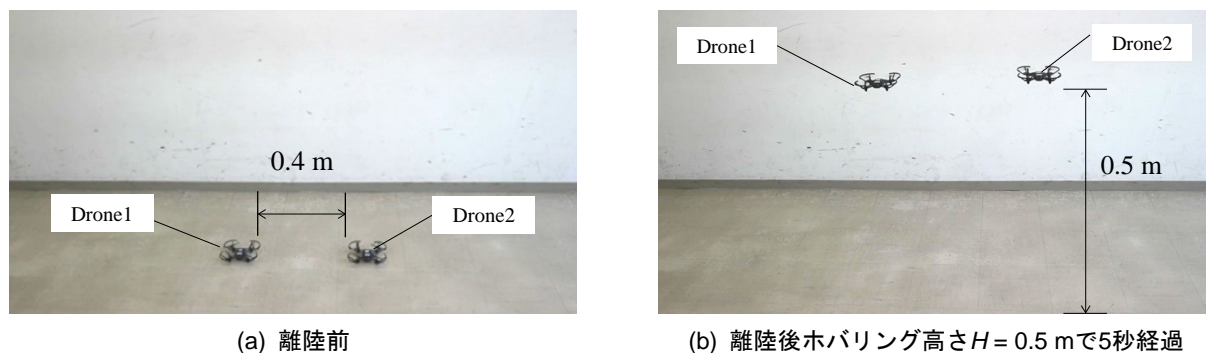 0.4 m
Drone1
Drone2
(a) 離陸前
Drone1
Drone2
0.5 m
(b) 離陸後ホバリング高さH = 0.5 mで5秒経過